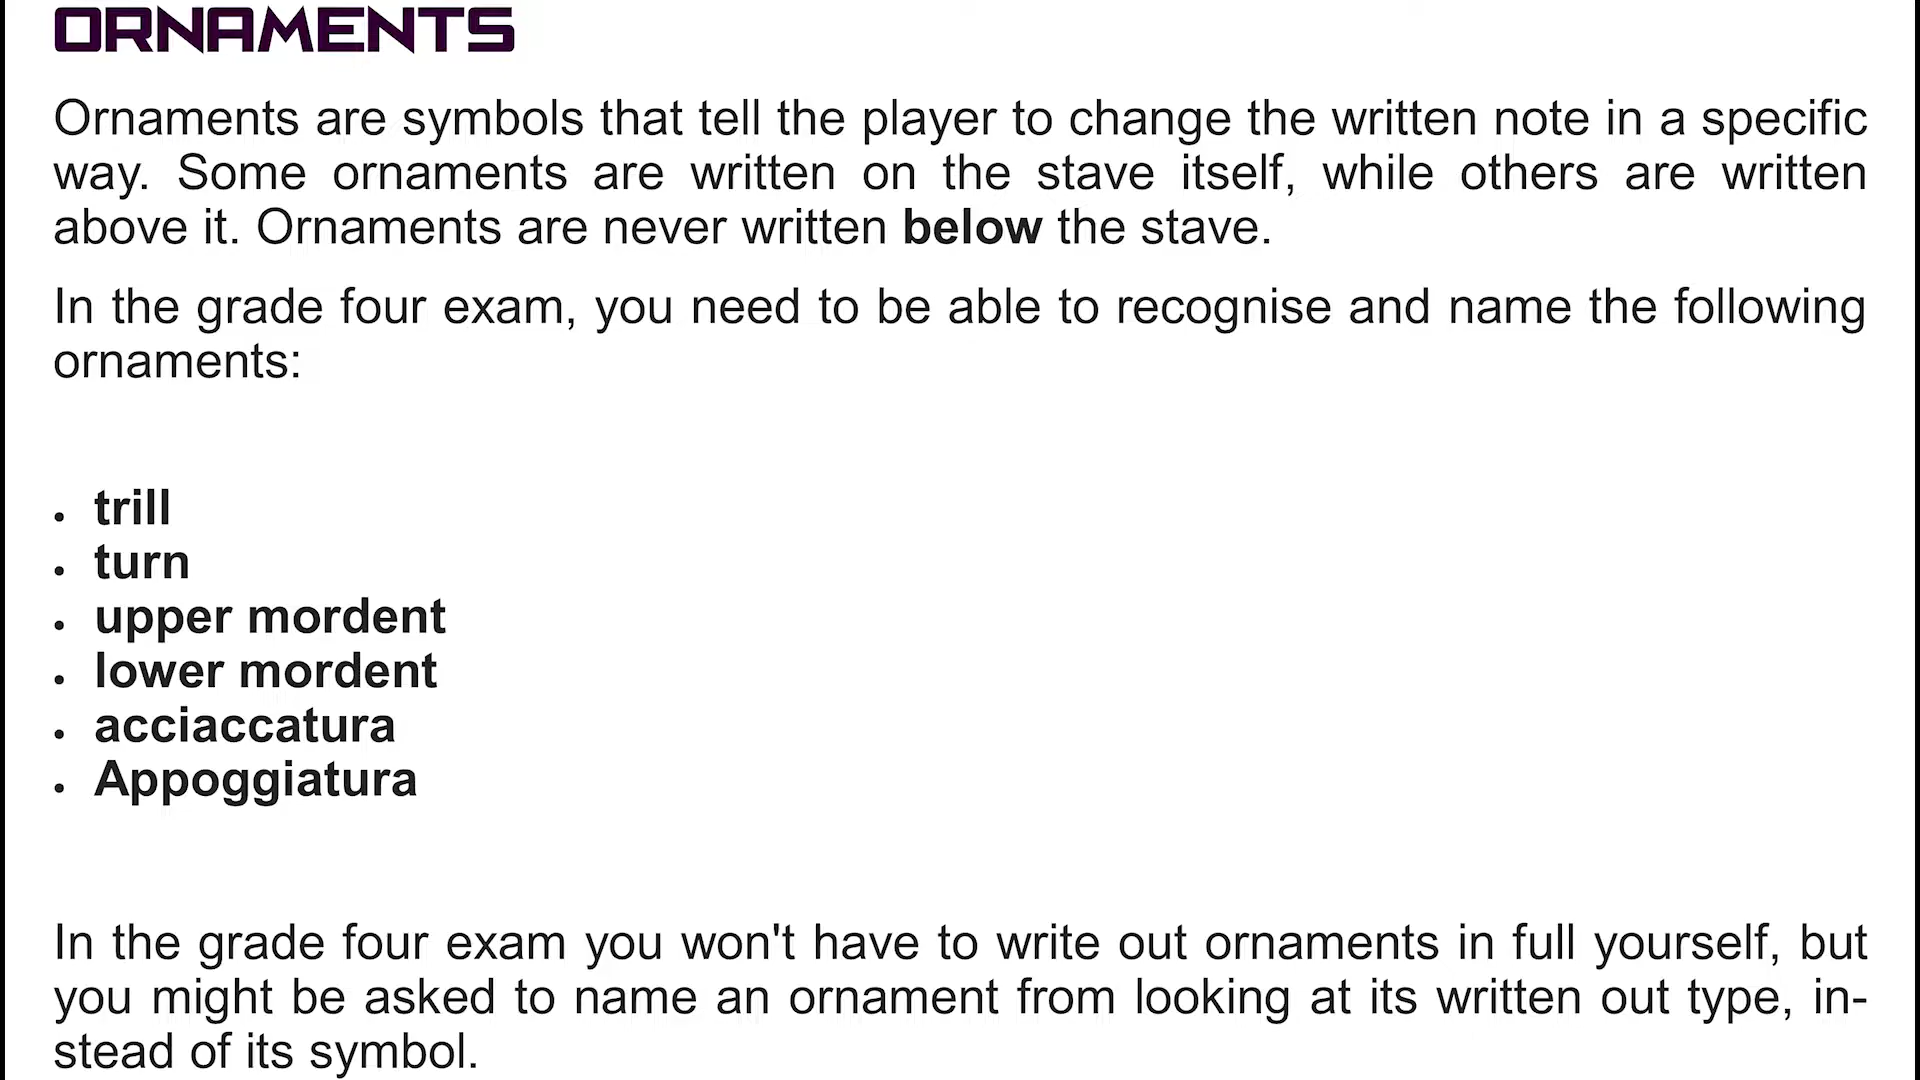 ORNAMENTS
Ornaments are symbols that tell the player to change the written note in a specific
way. Some ornaments are written on the stave itself, while others are written
above it. Ornaments are never written below the stave.
In the grade four exam, you need to be able to recognise and name the following
ornaments:
• trill
• turn
• upper mordent
• lower mordent
• acciaccatura
• Appoggiatura
In the grade four exam you won't have to write out ornaments in full yourself, but
you might be asked to name an ornament from looking at its written out type, in-
stead of its symbol.